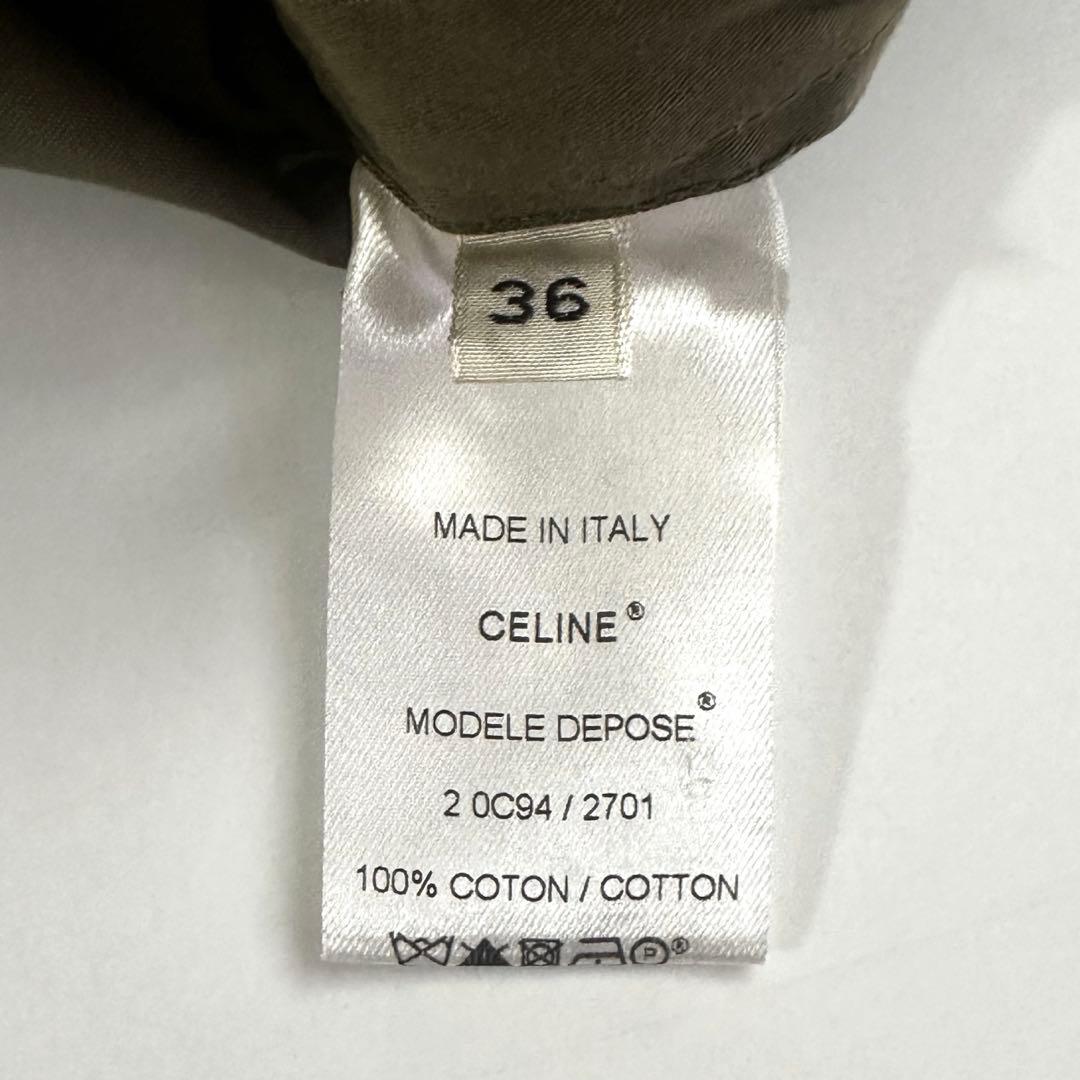 36
MADE IN ITALY
CELINE®
MODELE DEPOSE®
2 0C94 / 2701
100% COTON / COTTON
P®